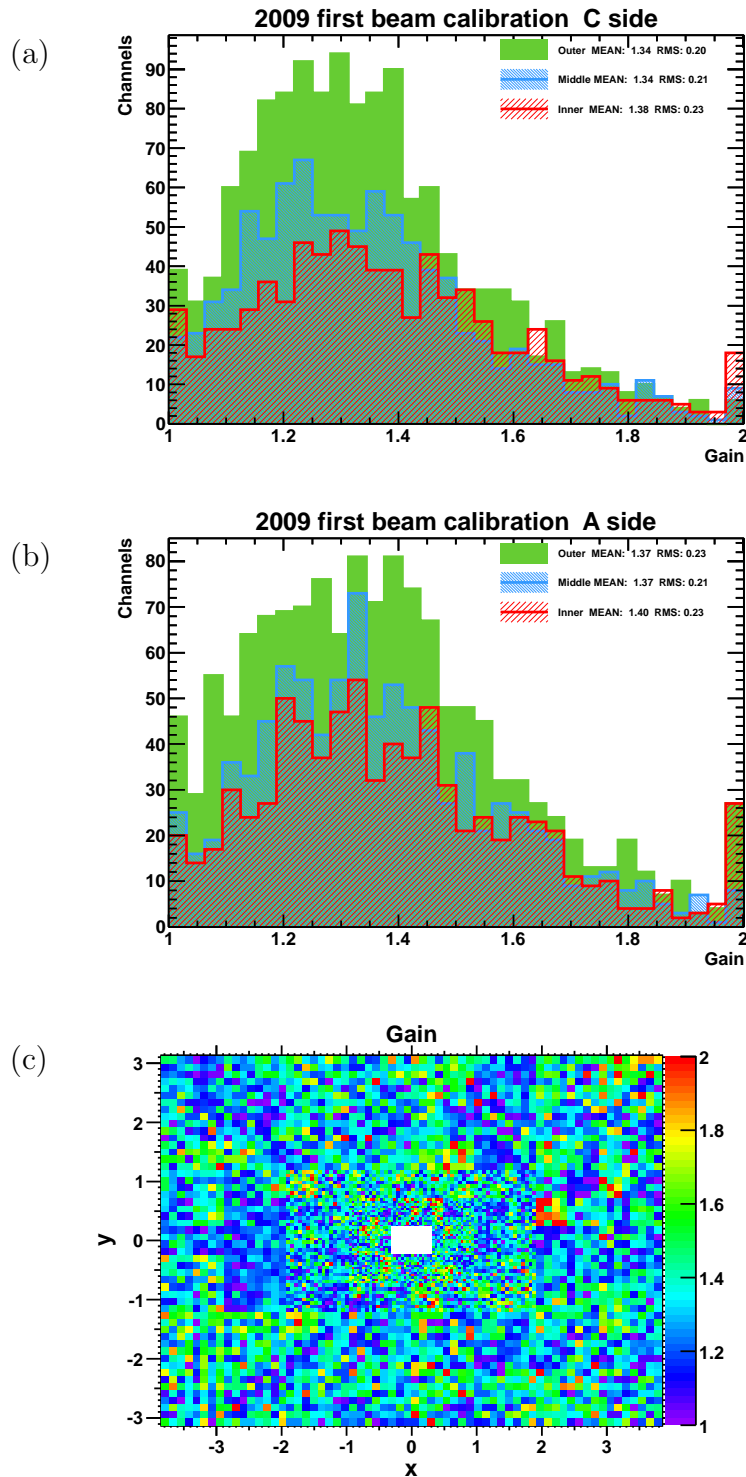 (a)
2009 first beam calibration  C side
Channels
Outer  MEAN:  1.34  RMS: 0.20
Middle MEAN:  1.34  RMS: 0.21
Inner  MEAN:  1.38  RMS: 0.23
90
80
70
60
50
40
30
20
10
0
1 1.2 1.4 1.6 1.8 2
Gain
(b)
2009 first beam calibration  A side
Channels
Outer  MEAN:  1.37  RMS: 0.23
Middle MEAN:  1.37  RMS: 0.21
Inner  MEAN:  1.40  RMS: 0.23
80
70
60
50
40
30
20
10
0
1 1.2 1.4 1.6 1.8 2
Gain
(c)
Gain
y
3
2
1
0
-1
-2
-3
-3 -2 -1 0 1 2 3
x
2
1.8
1.6
1.4
1.2
1